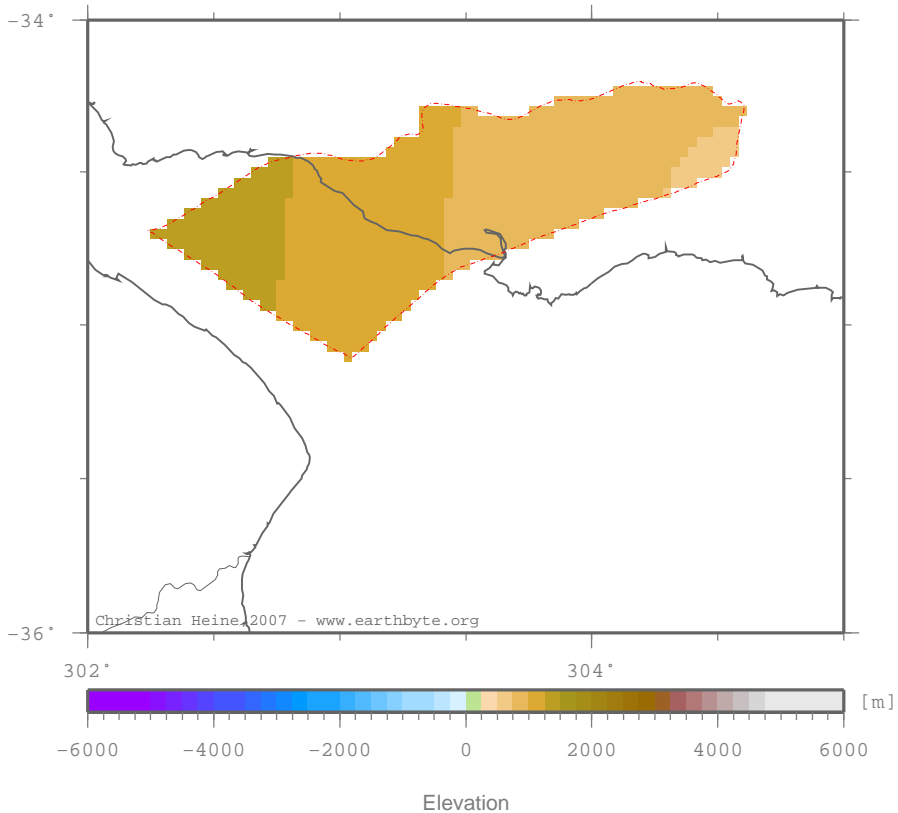 -34°
-36°
Christian Heine 2007 - www.earthbyte.org
302° 304°
[m]
-6000 -4000 -2000 0 2000 4000 6000
Elevation